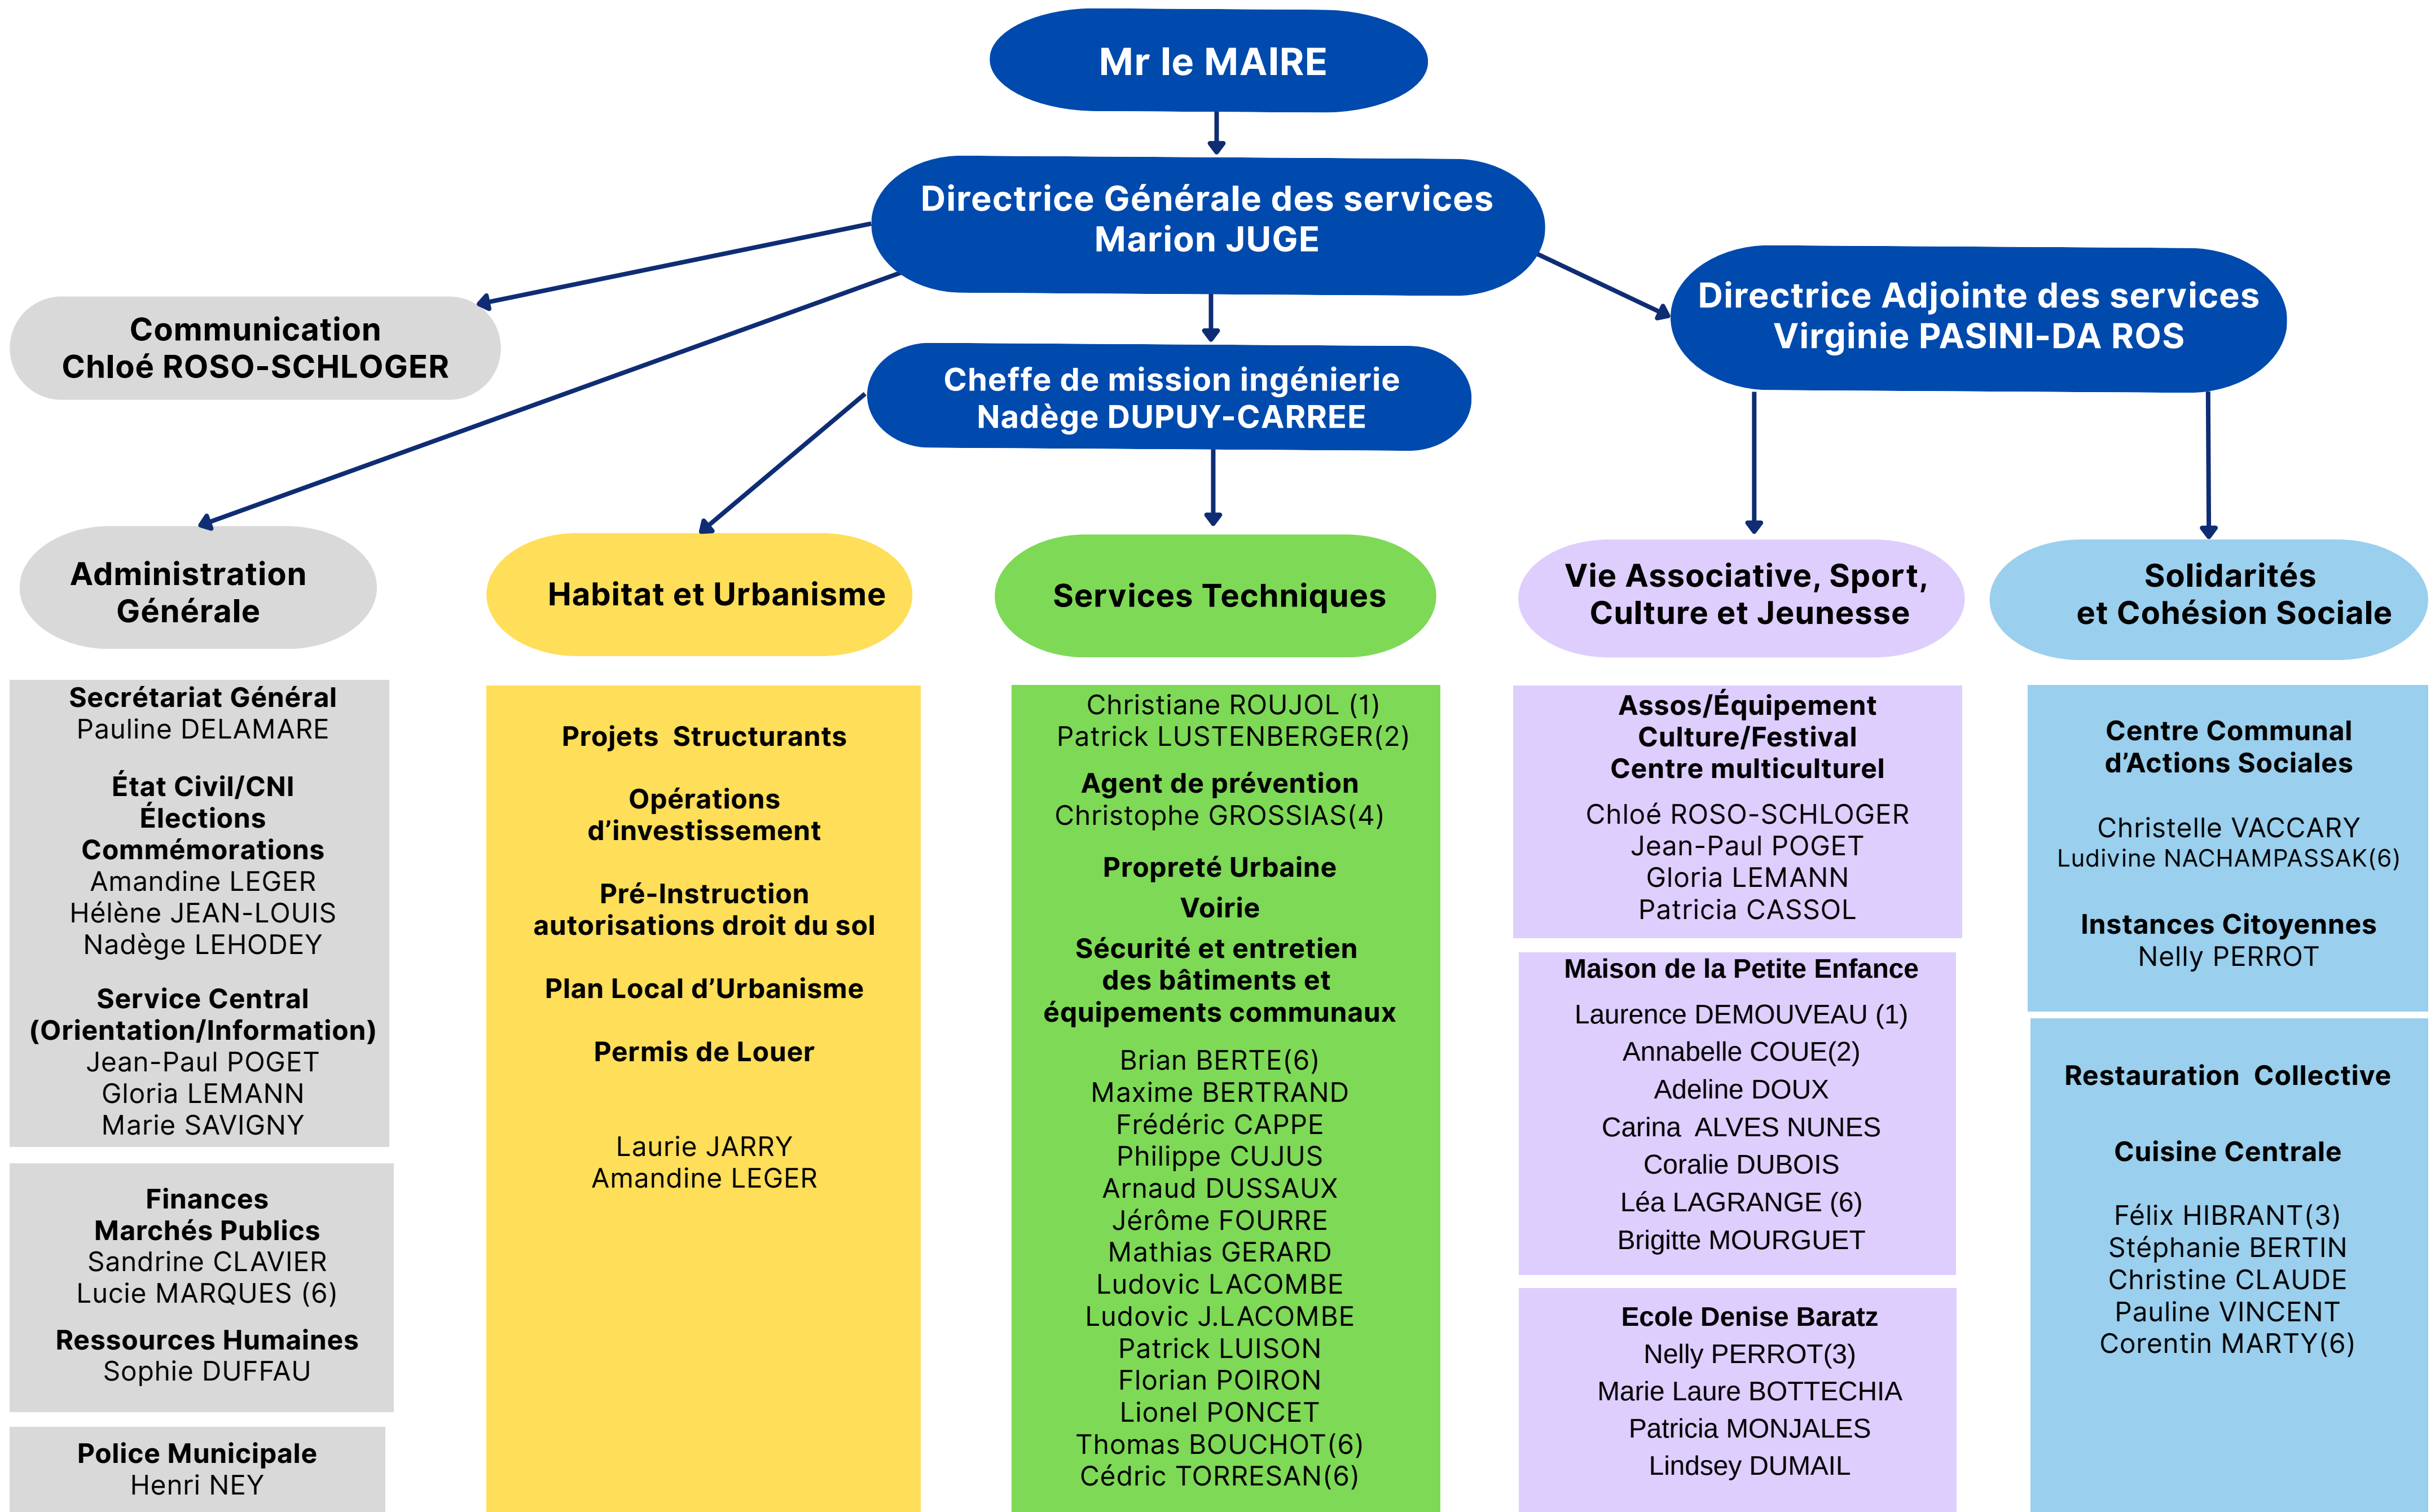 Mr le MAIRE
Directrice Générale des services
Marion JUGE
Directrice Adjointe des services
Virginie PASINI-DA ROS
Communication
Chloé ROSO-SCHLOGER
Cheffe de mission ingénierie
Nadège DUPUY-CARREE
Administration
Générale
Secrétariat Général
Pauline DELAMARE
État Civil/CNI
Élections
Commémorations
Amandine LEGER
Hélène JEAN-LOUIS
Nadège LEHODEY
Service Central
(Orientation/Information)
Jean-Paul POGET
Gloria LEMANN
Marie SAVIGNY
Finances
Marchés Publics
Sandrine CLAVIER
Lucie MARQUES (6)
Ressources Humaines
Sophie DUFFAU
Police Municipale
Henri NEY
Habitat et Urbanisme
Projets Structurants
Opérations
d’investissement
Pré-Instruction
autorisations droit du sol
Plan Local d’Urbanisme
Permis de Louer
Laurie JARRY
Amandine LEGER
Services Techniques
Christiane ROUJOL (1)
Patrick LUSTENBERGER(2)
Agent de prévention
Christophe GROSSIAS(4)
Propreté Urbaine
Voirie
Sécurité et entretien
des bâtiments et
équipements communaux
Brian BERTE(6)
Maxime BERTRAND
Frédéric CAPPE
Philippe CUJUS
Arnaud DUSSAUX
Jérôme FOURRE
Mathias GERARD
Ludovic LACOMBE
Ludovic J.LACOMBE
Patrick LUISON
Florian POIRON
Lionel PONCET
Thomas BOUCHOT(6)
Cédric TORRESAN(6)
Vie Associative, Sport,
Culture et Jeunesse
Assos/Équipement
Culture/Festival
Centre multiculturel
Chloé ROSO-SCHLOGER
Jean-Paul POGET
Gloria LEMANN
Patricia CASSOL
Maison de la Petite Enfance
Laurence DEMOUVEAU (1)
Annabelle COUE(2)
Adeline DOUX
Carina ALVES NUNES
Coralie DUBOIS
Léa LAGRANGE (6)
Brigitte MOURGUET
Ecole Denise Baratz
Nelly PERROT(3)
Marie Laure BOTTECHIA
Patricia MONJALES
Lindsey DUMAIL
Solidarités
et Cohésion Sociale
Centre Communal
d’Actions Sociales
Christelle VACCARY
Ludivine NACHAMPASSAK(6)
Instances Citoyennes
Nelly PERROT
Restauration Collective
Cuisine Centrale
Félix HIBRANT(3)
Stéphanie BERTIN
Christine CLAUDE
Pauline VINCENT
Corentin MARTY(6)